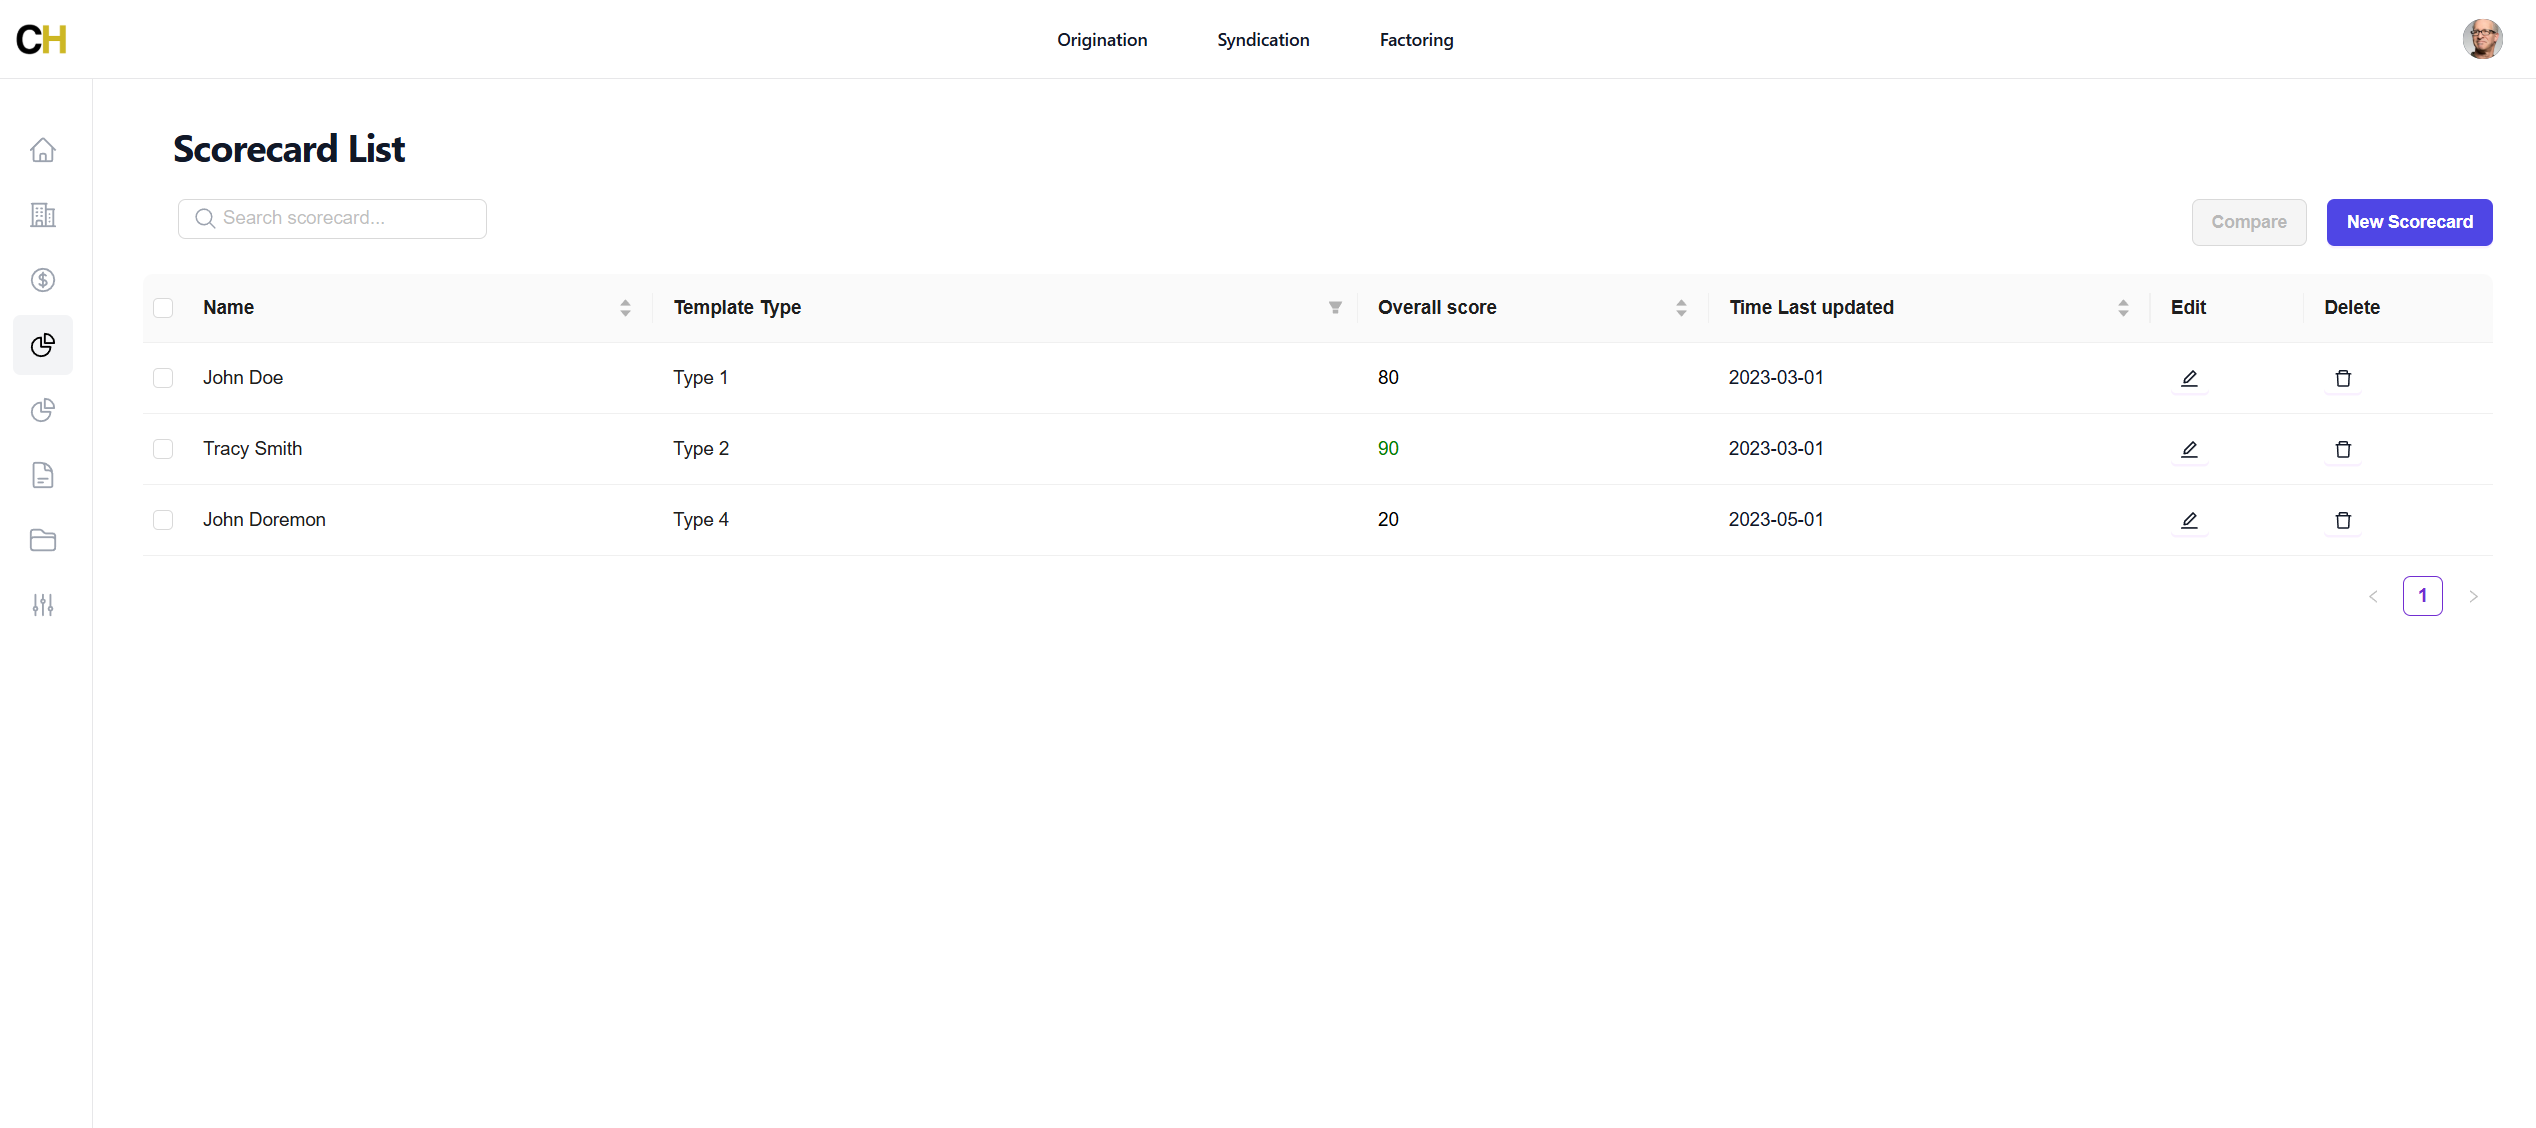 CH
Origination Syndication Factoring
Scorecard List
Search scorecard...
Compare New Scorecard
Name Template Type Overall score Time Last updated Edit Delete
John Doe Type 1 80 2023-03-01
Tracy Smith Type 2 90 2023-03-01
John Doremon Type 4 20 2023-05-01
< 1 >